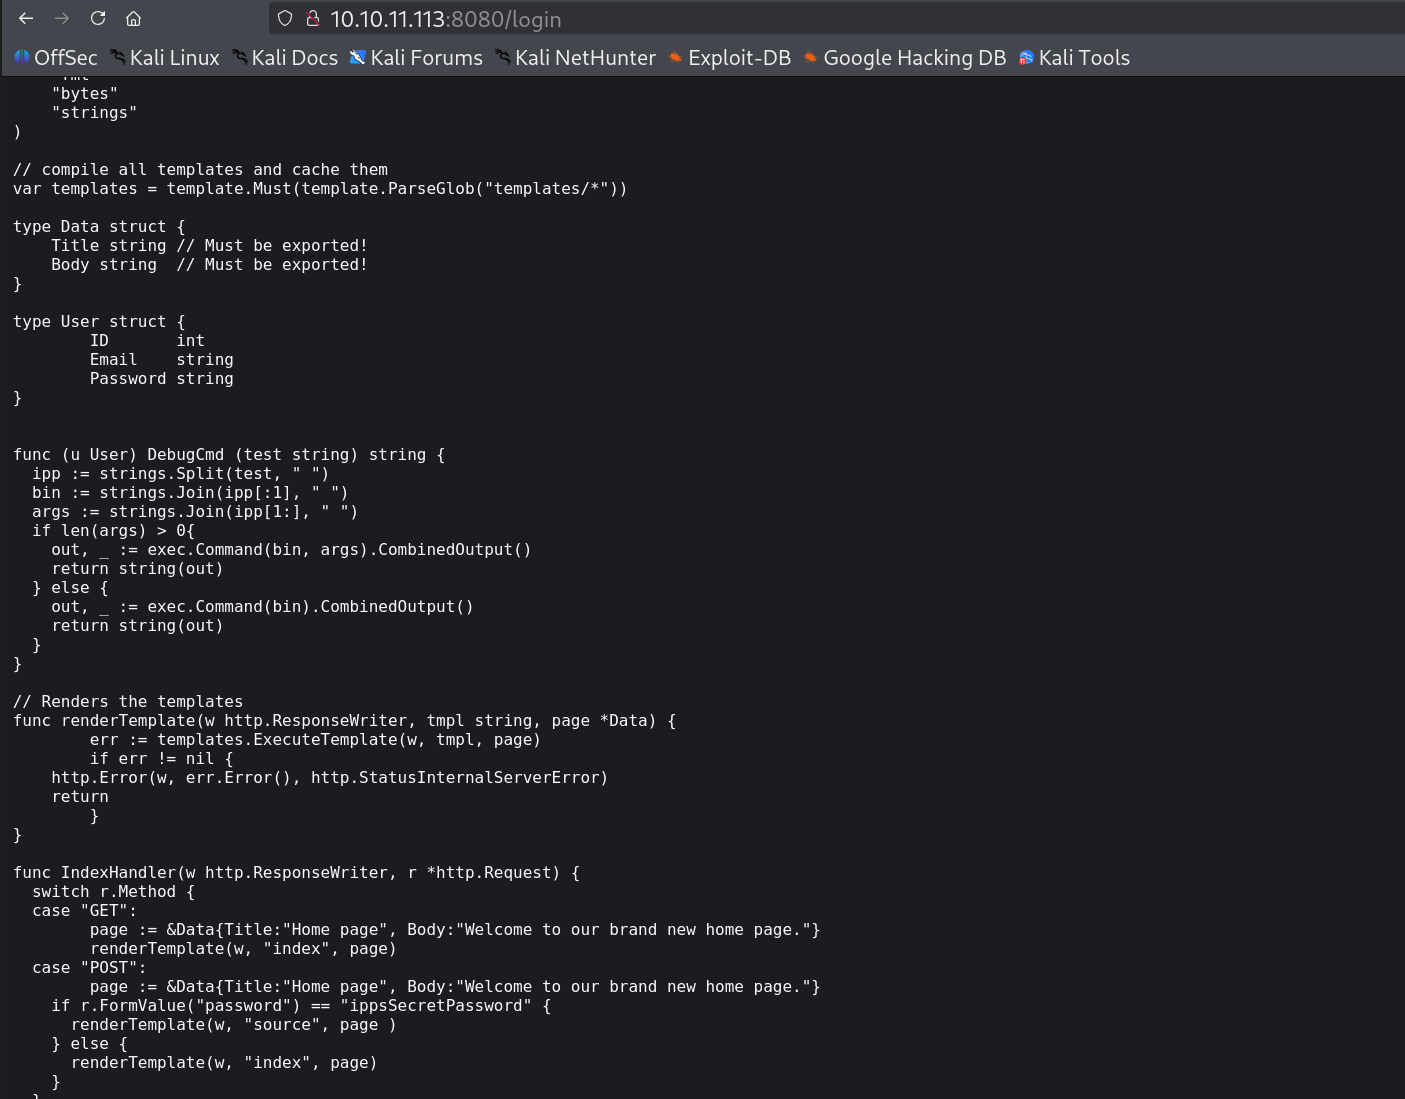 10.10.11.113:8080/login
OffSec Kali Linux Kali Docs Kali Forums Kali NetHunter Exploit-DB Google Hacking DB Kali Tools
    "bytes"
    "strings"
)
// compile all templates and cache them
var templates = template.Must(template.ParseGlob("templates/*"))
type Data struct {
    Title string // Must be exported!
    Body string  // Must be exported!
}
type User struct {
        ID       int
        Email    string
        Password string
}
func (u User) DebugCmd (test string) string {
  ipp := strings.Split(test, " ")
  bin := strings.Join(ipp[:1], " ")
  args := strings.Join(ipp[1:], " ")
  if len(args) > 0{
    out, _ := exec.Command(bin, args).CombinedOutput()
    return string(out)
  } else {
    out, _ := exec.Command(bin).CombinedOutput()
    return string(out)
  }
}
// Renders the templates
func renderTemplate(w http.ResponseWriter, tmpl string, page *Data) {
        err := templates.ExecuteTemplate(w, tmpl, page)
        if err != nil {
    http.Error(w, err.Error(), http.StatusInternalServerError)
    return
        }
}
func IndexHandler(w http.ResponseWriter, r *http.Request) {
  switch r.Method {
  case "GET":
        page := &Data{Title:"Home page", Body:"Welcome to our brand new home page."}
        renderTemplate(w, "index", page)
  case "POST":
        page := &Data{Title:"Home page", Body:"Welcome to our brand new home page."}
    if r.FormValue("password") == "ippsSecretPassword" {
      renderTemplate(w, "source", page )
    } else {
      renderTemplate(w, "index", page)
    }